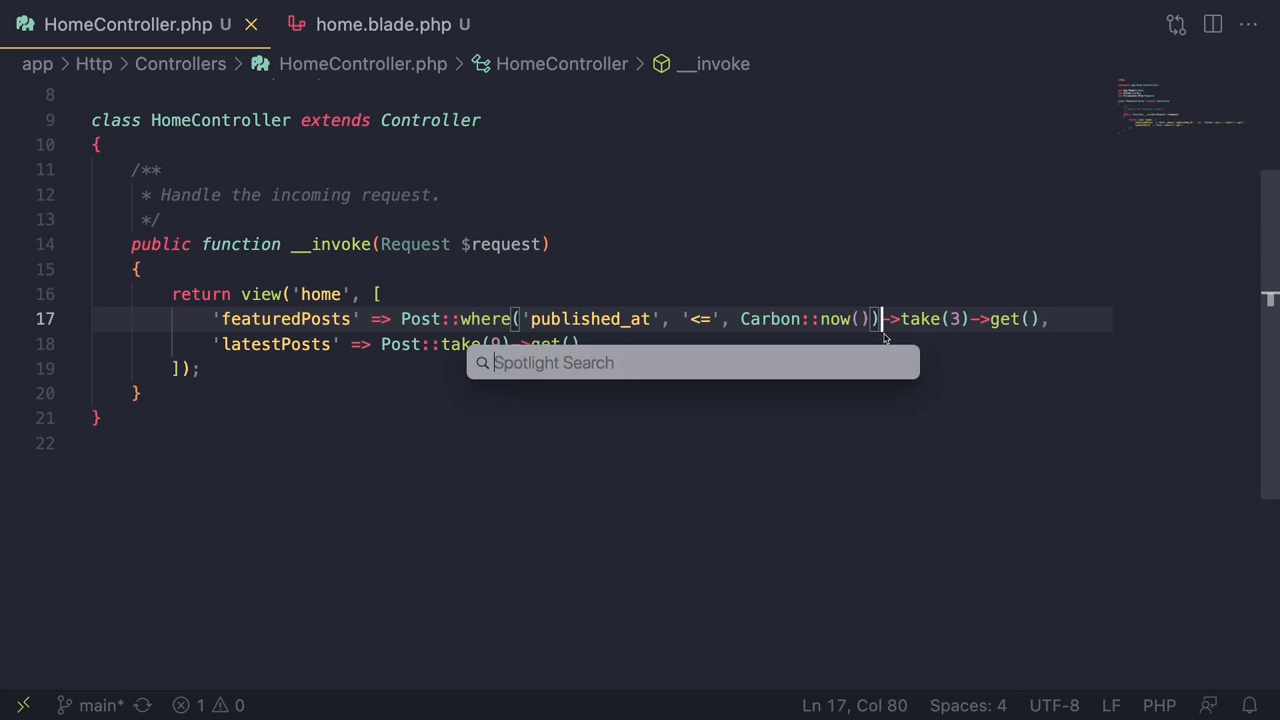 HomeController.php U
home.blade.php U
app > Http > Controllers > HomeController.php > HomeController > __invoke
8
9 class HomeController extends Controller
10 {
11 /**
12 * Handle the incoming request.
13 */
14 public function __invoke(Request $request)
15 {
16 return view('home', [
17 'featuredPosts' => Post::where('published_at', '<=', Carbon::now())->take(3)->get(),
18 'latestPosts' => Post::take(9)->get()
Spotlight Search
19 ]);
20 }
21 }
22
main* 1 0 Ln 17, Col 80 Spaces: 4 UTF-8 LF PHP